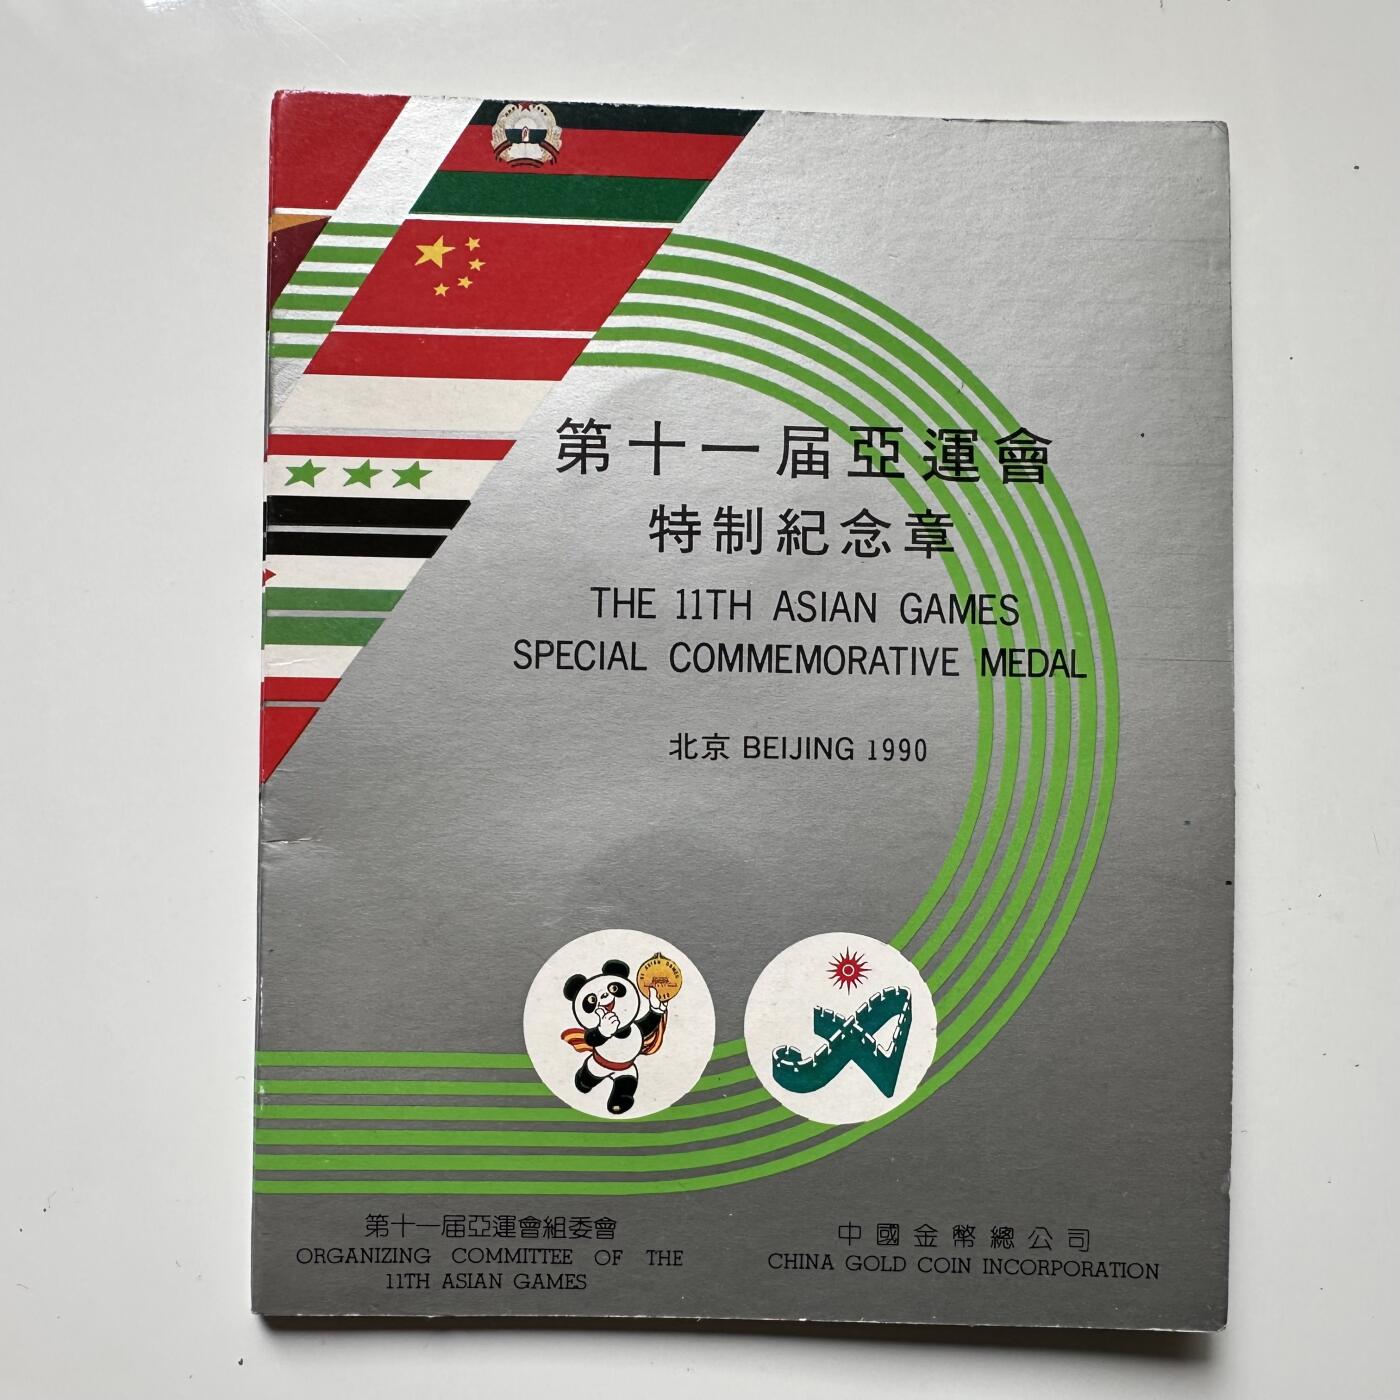 第十一届亞運會
特制紀念章
THE 11TH ASIAN GAMES
SPECIAL COMMEMORATIVE MEDAL
北京 BEIJING 1990
第十一届亞運會組委會
ORGANIZING COMMITTEE OF THE
11TH ASIAN GAMES
中國金幣總公司
CHINA GOLD COIN INCORPORATION